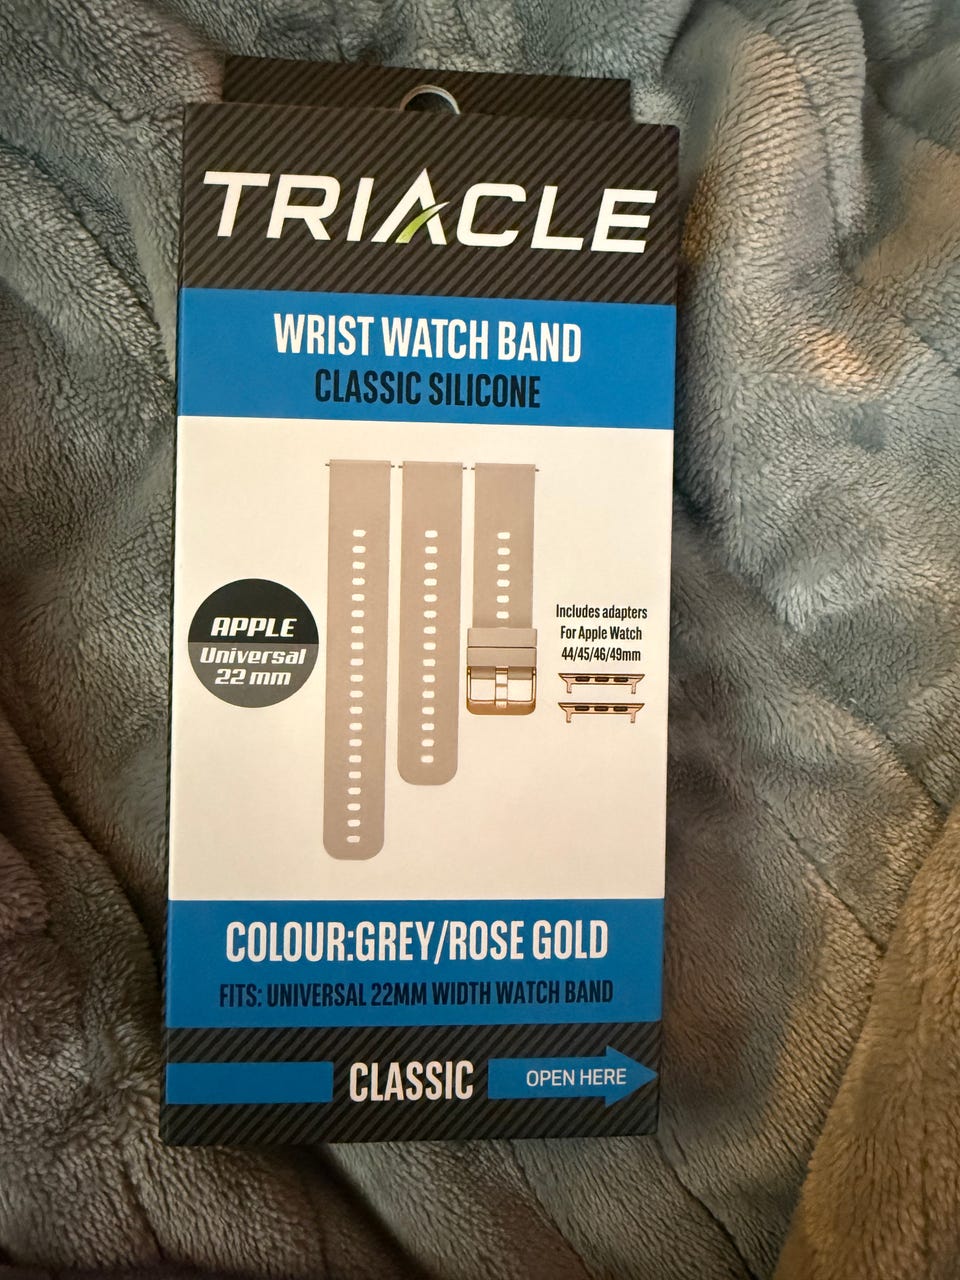 TRIACLE
WRIST WATCH BAND
CLASSIC SILICONE
APPLE
Universal
22 mm
Includes adapters
For Apple Watch
44/45/46/49mm
COLOUR:GREY/ROSE GOLD
FITS: UNIVERSAL 22MM WIDTH WATCH BAND
CLASSIC
OPEN HERE